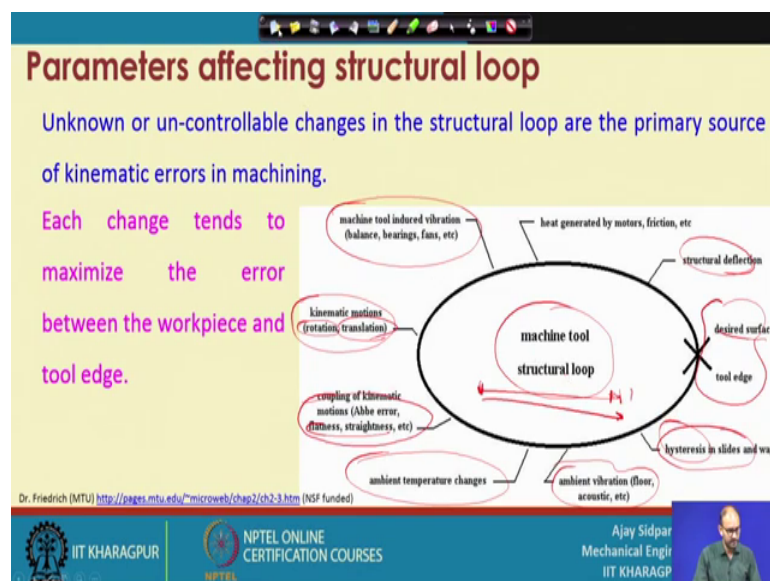 Parameters affecting structural loop
Unknown or un-controllable changes in the structural loop are the primary source
of kinematic errors in machining.
Each change tends to
maximize the error
between the workpiece and
tool edge.
machine tool induced vibration
(balance, bearings, fans, etc)
heat generated by motors, friction, etc
structural deflection
kinematic motions
(rotation, translation)
machine tool
structural loop
desired surfac
tool edge
coupling of kinematic
motions (Abbe error,
flatness, straightness, etc)
hysteresis in slides and wa
ambient temperature changes
ambient vibration (floor,
acoustic, etc)
Dr. Friedrich (MTU) http://pages.mtu.edu/~microweb/chap2/ch2-3.htm (NSF funded)
IIT KHARAGPUR
NPTEL
NPTEL ONLINE
CERTIFICATION COURSES
Ajay Sidpar
Mechanical Engi
IIT KHARAGP